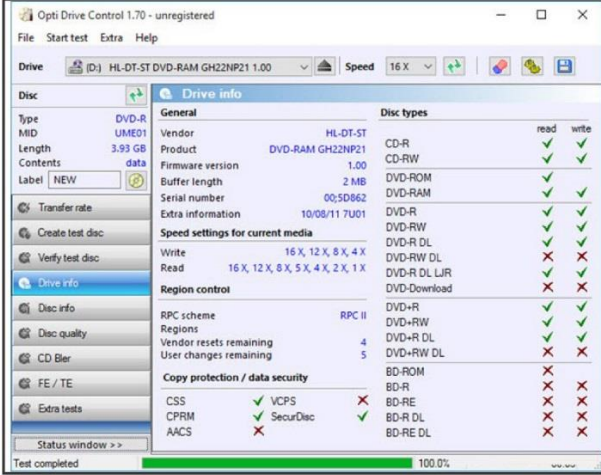 Opti Drive Control 1.70 - unregistered
File Start test Extra Help
Drive (D:) HL-DT-ST DVD-RAM GH22NP21 1.00 Speed 16 X
Disc
Type DVD-R
MID UME01
Length 3.93 GB
Contents data
Label NEW
Transfer rate
Create test disc
Verify test disc
Drive info
Disc info
Disc quality
CD Bler
FE / TE
Extra tests
Status window >>
Drive info
General
Vendor HL-DT-ST
Product DVD-RAM GH22NP21
Firmware version 1.00
Buffer length 2 MB
Serial number 00;5D862
Extra information 10/08/11 7U01
Speed settings for current media
Write 16 X, 12 X, 8 X, 4 X
Read 16 X, 12 X, 8 X, 5 X, 4 X, 2 X, 1 X
Region control
RPC scheme RPC II
Regions
Vendor resets remaining 4
User changes remaining 5
Copy protection / data security
CSS VCPS
CPRM SecurDisc
AACS
Disc types
read write
CD-R
CD-RW
DVD-ROM
DVD-RAM
DVD-R
DVD-RW
DVD-R DL
DVD-RW DL
DVD-R DL LJR
DVD-Download
DVD+R
DVD+RW
DVD+R DL
DVD+RW DL
BD-ROM
BD-R
BD-RE
BD-R DL
BD-RE DL
Test completed 100.0%